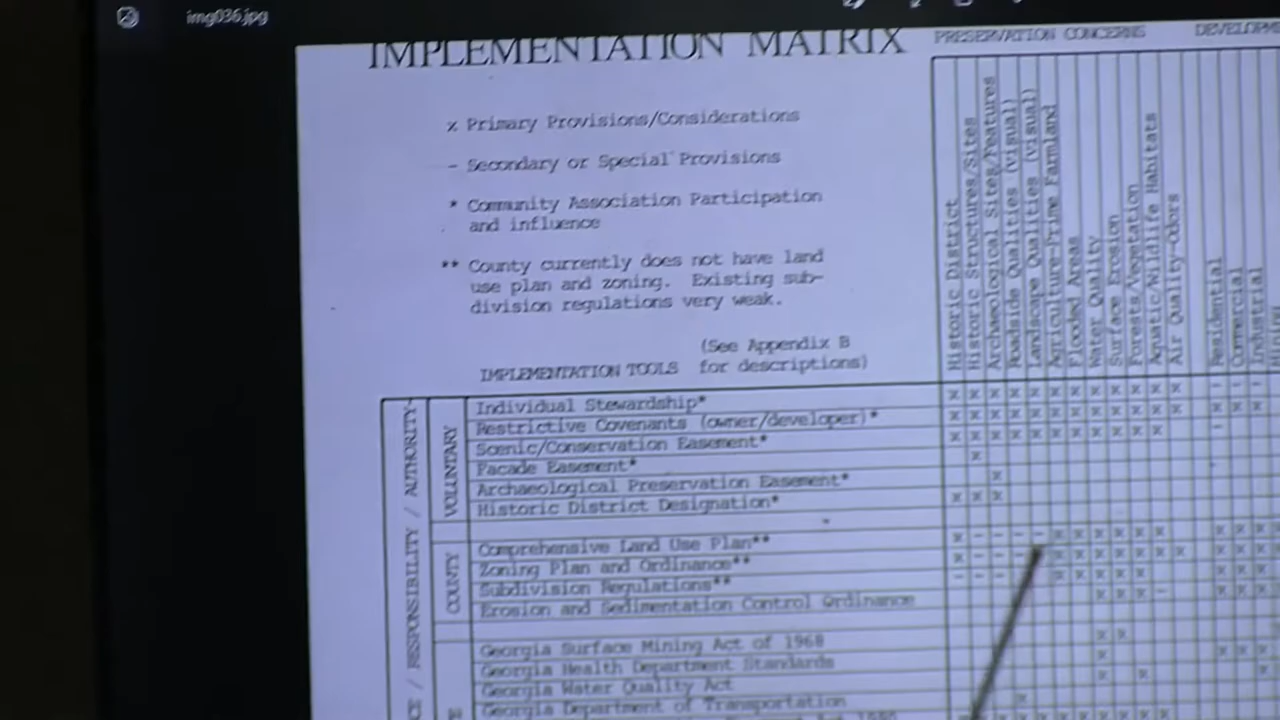 img036.jpg
IMPLEMENTATION MATRIX
PRESERVATION CONCERNS
x Primary Provisions/Considerations
- Secondary or Special Provisions
* Community Association Participation
and influence
** County currently does not have land
use plan and zoning. Existing sub-
division regulations very weak.
(See Appendix B
IMPLEMENTATION TOOLS for descriptions)
Historic District
Historic Structures/Sites
Archaeological Sites/Features
Roadside Qualities (visual)
Landscape Qualities (visual)
Agriculture-Prime Farmland
Flooded Areas
Water Quality
Surface Erosion
Forests/Vegetation
Aquatic/Wildlife Habitats
Air Quality-Odors
Residential
Commercial
Industrial
/ RESPONSIBILITY / AUTHORITY
VOLUNTARY
Individual Stewardship*
Restrictive Covenants (owner/developer)*
Scenic/Conservation Easement*
Facade Easement*
Archaeological Preservation Easement*
Historic District Designation*
COUNTY
Comprehensive Land Use Plan**
Zoning Plan and Ordinance**
Subdivision Regulations**
Erosion and Sedimentation Control Ordinance
Georgia Surface Mining Act of 1968
Georgia Health Department Standards
Georgia Water Quality Act
Georgia Department of Transportation